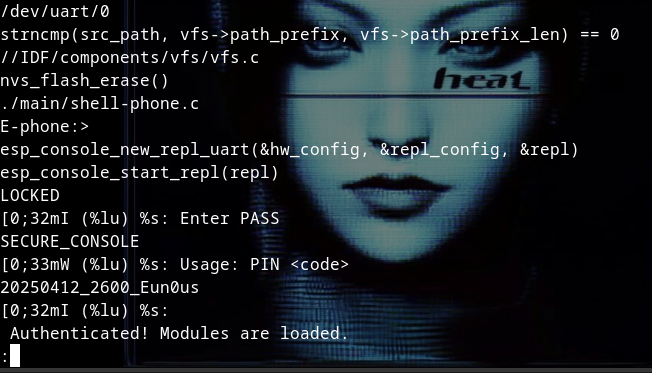 /dev/uart/0
strncmp(src_path, vfs->path_prefix, vfs->path_prefix_len) == 0
//IDF/components/vfs/vfs.c
nvs_flash_erase()
heat
./main/shell-phone.c
E-phone:>
esp_console_new_repl_uart(&hw_config, &repl_config, &repl)
esp_console_start_repl(repl)
LOCKED
[0;32mI (%lu) %s: Enter PASS
SECURE_CONSOLE
[0;33mW (%lu) %s: Usage: PIN <code>
20250412_2600_Eun0us
[0;32mI (%lu) %s:
Authenticated! Modules are loaded.
: